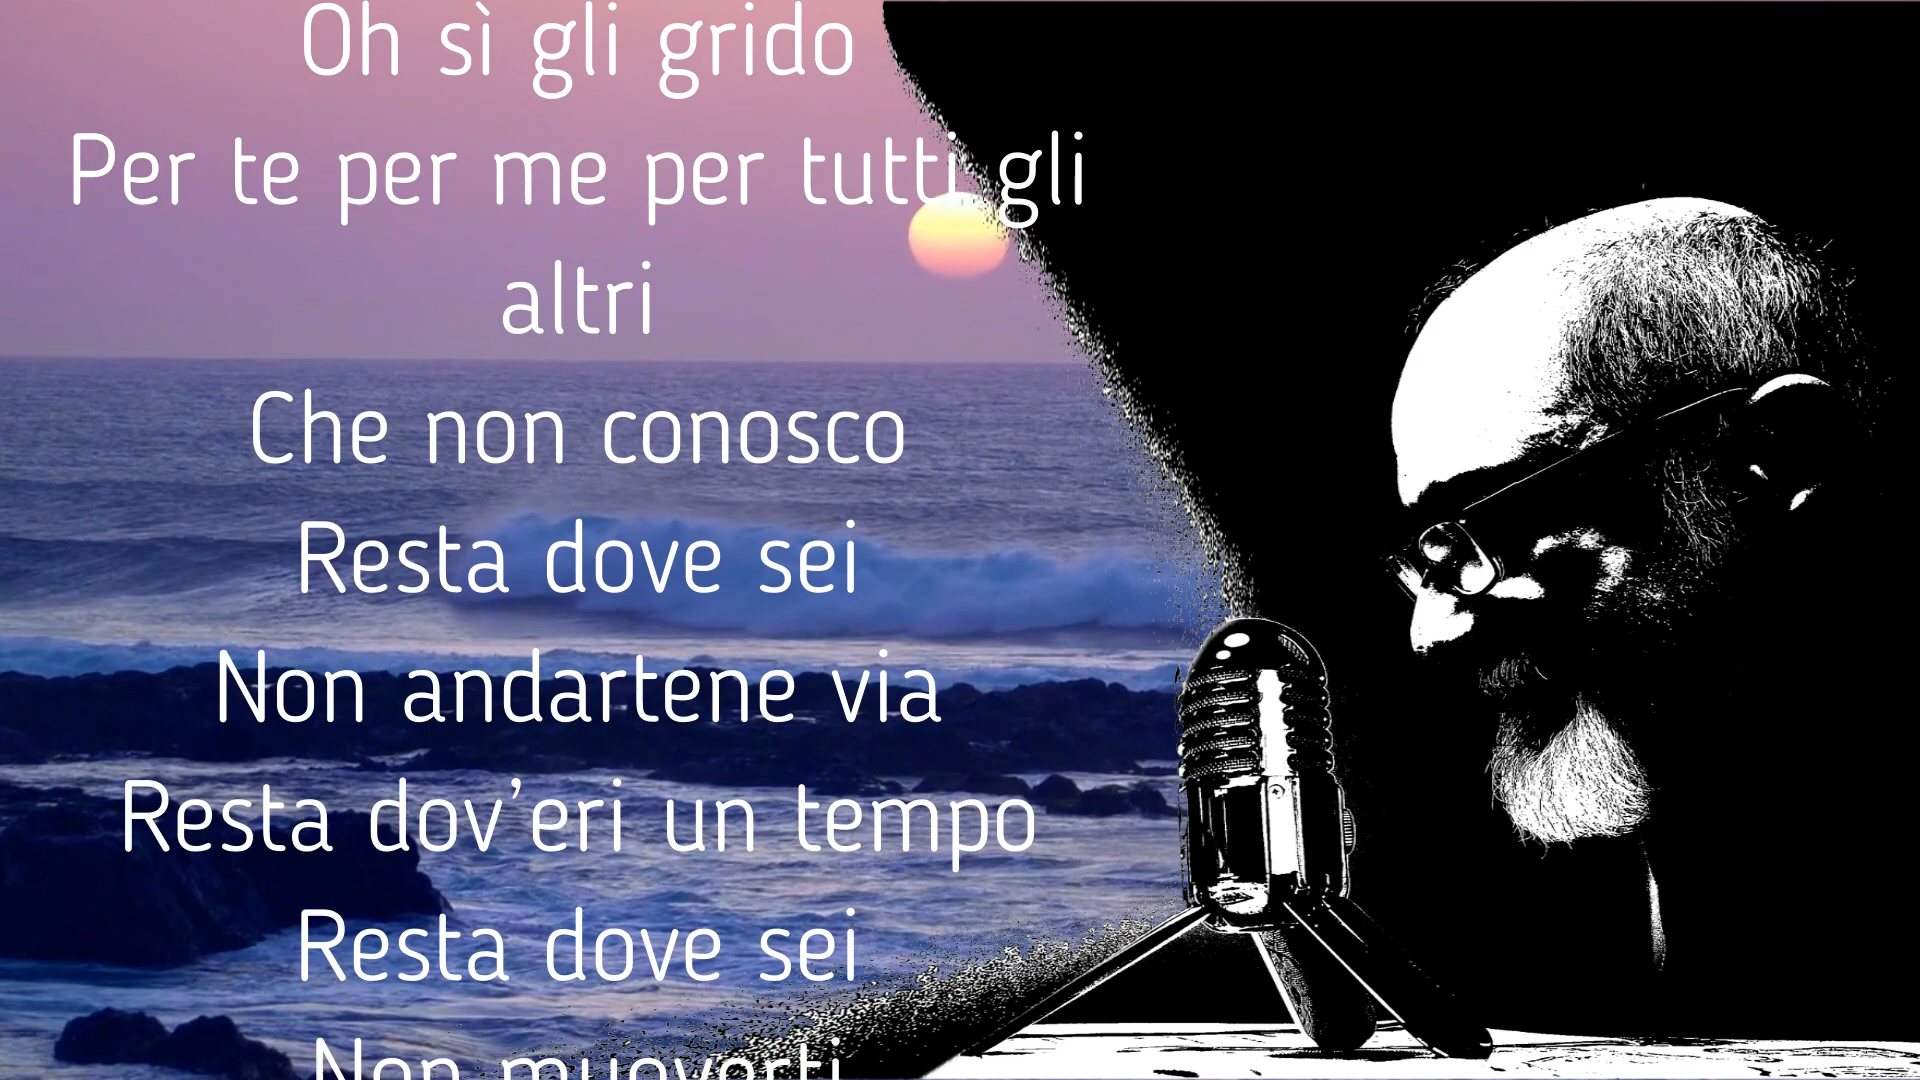 Oh sì gli grido
Per te per me per tutti gli
altri
Che non conosco
Resta dove sei
Non andartene via
Resta dov'eri un tempo
Resta dove sei
Non muoverti